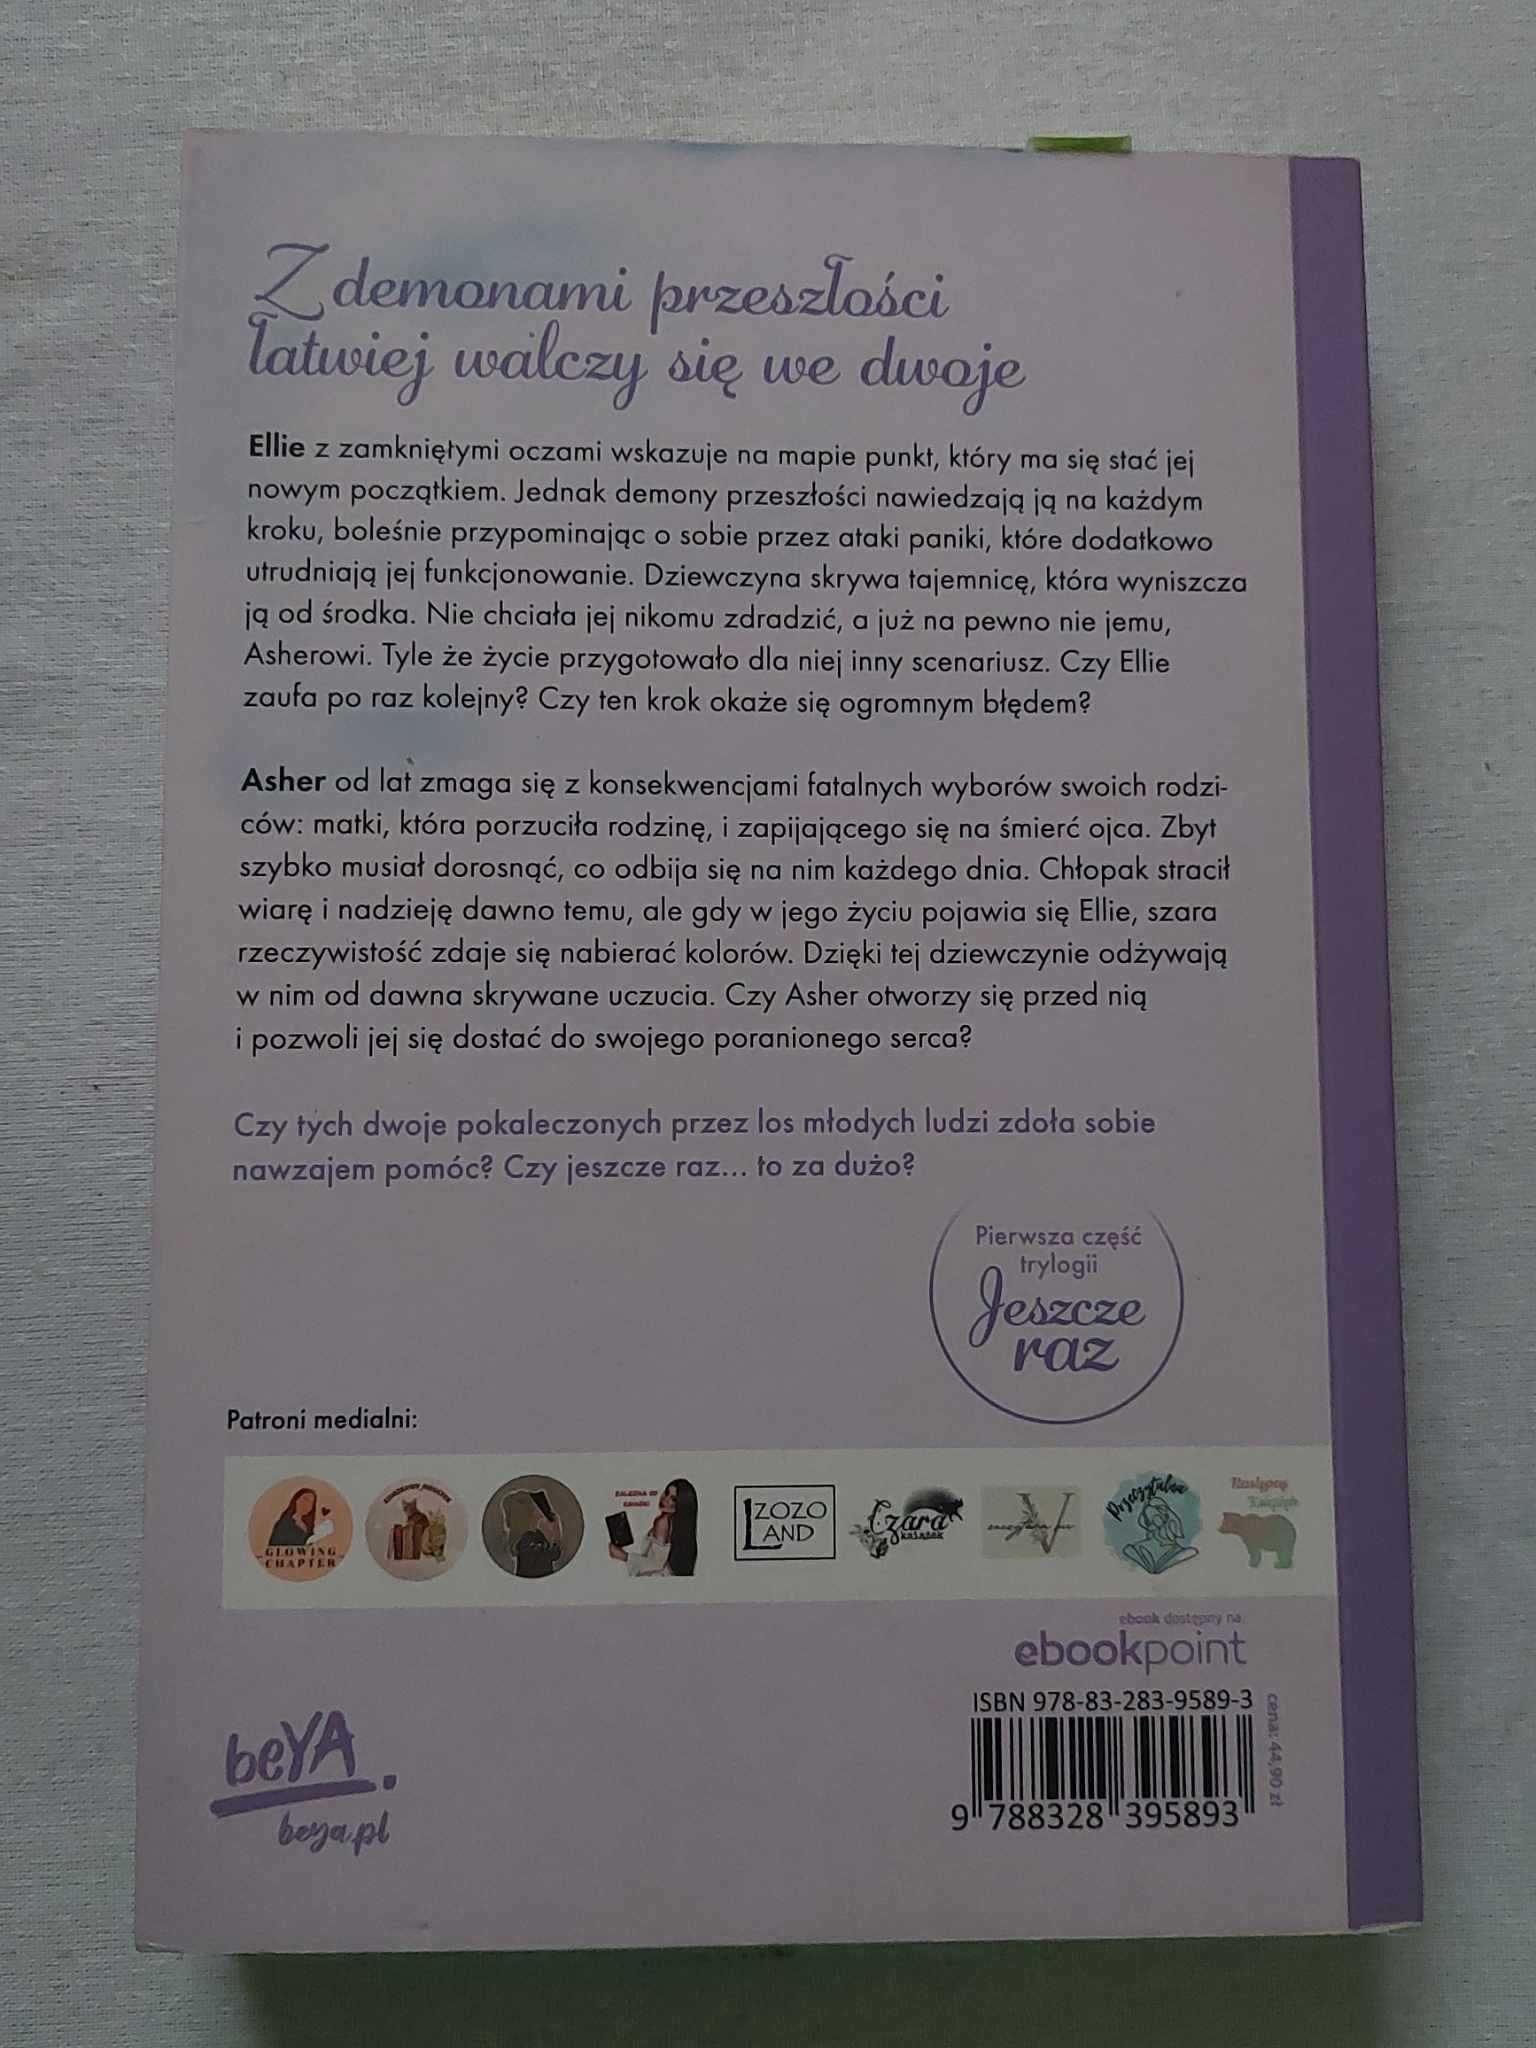 Z demonami przeszłości
łatwiej walczy się we dwoje
Ellie z zamkniętymi oczami wskazuje na mapie punkt, który ma się stać jej
nowym początkiem. Jednak demony przeszłości nawiedzają ją na każdym
kroku, boleśnie przypominając o sobie przez ataki paniki, które dodatkowo
utrudniają jej funkcjonowanie. Dziewczyna skrywa tajemnicę, która wyniszcza
ją od środka. Nie chciała jej nikomu zdradzić, a już na pewno nie jemu,
Asherowi. Tyle że życie przygotowało dla niej inny scenariusz. Czy Ellie
zaufa po raz kolejny? Czy ten krok okaże się ogromnym błędem?
Asher od lat zmaga się z konsekwencjami fatalnych wyborów swoich rodzi-
ców: matki, która porzuciła rodzinę, i zapijającego się na śmierć ojca. Zbyt
szybko musiał dorosnąć, co odbija się na nim każdego dnia. Chłopak stracił
wiarę i nadzieję dawno temu, ale gdy w jego życiu pojawia się Ellie, szara
rzeczywistość zdaje się nabierać kolorów. Dzięki tej dziewczynie odżywają
w nim od dawna skrywane uczucia. Czy Asher otworzy się przed nią
i pozwoli jej się dostać do swojego poranionego serca?
Czy tych dwoje pokaleczonych przez los młodych ludzi zdoła sobie
nawzajem pomóc? Czy jeszcze raz... to za dużo?
Pierwsza część
trylogii
Jeszcze
raz
Patroni medialni:
GLOWING
CHAPTER
ZALEŻNA OD
KSIĄŻKI
ZOZO
LAND
Czara
książek
V
Przeczytalna
Następcy
Książek
ebook dostępny na
ebookpoint
ISBN 978-83-283-9589-3
cena: 44,90 zł
9 788328 395893
beYA.
beya.pl